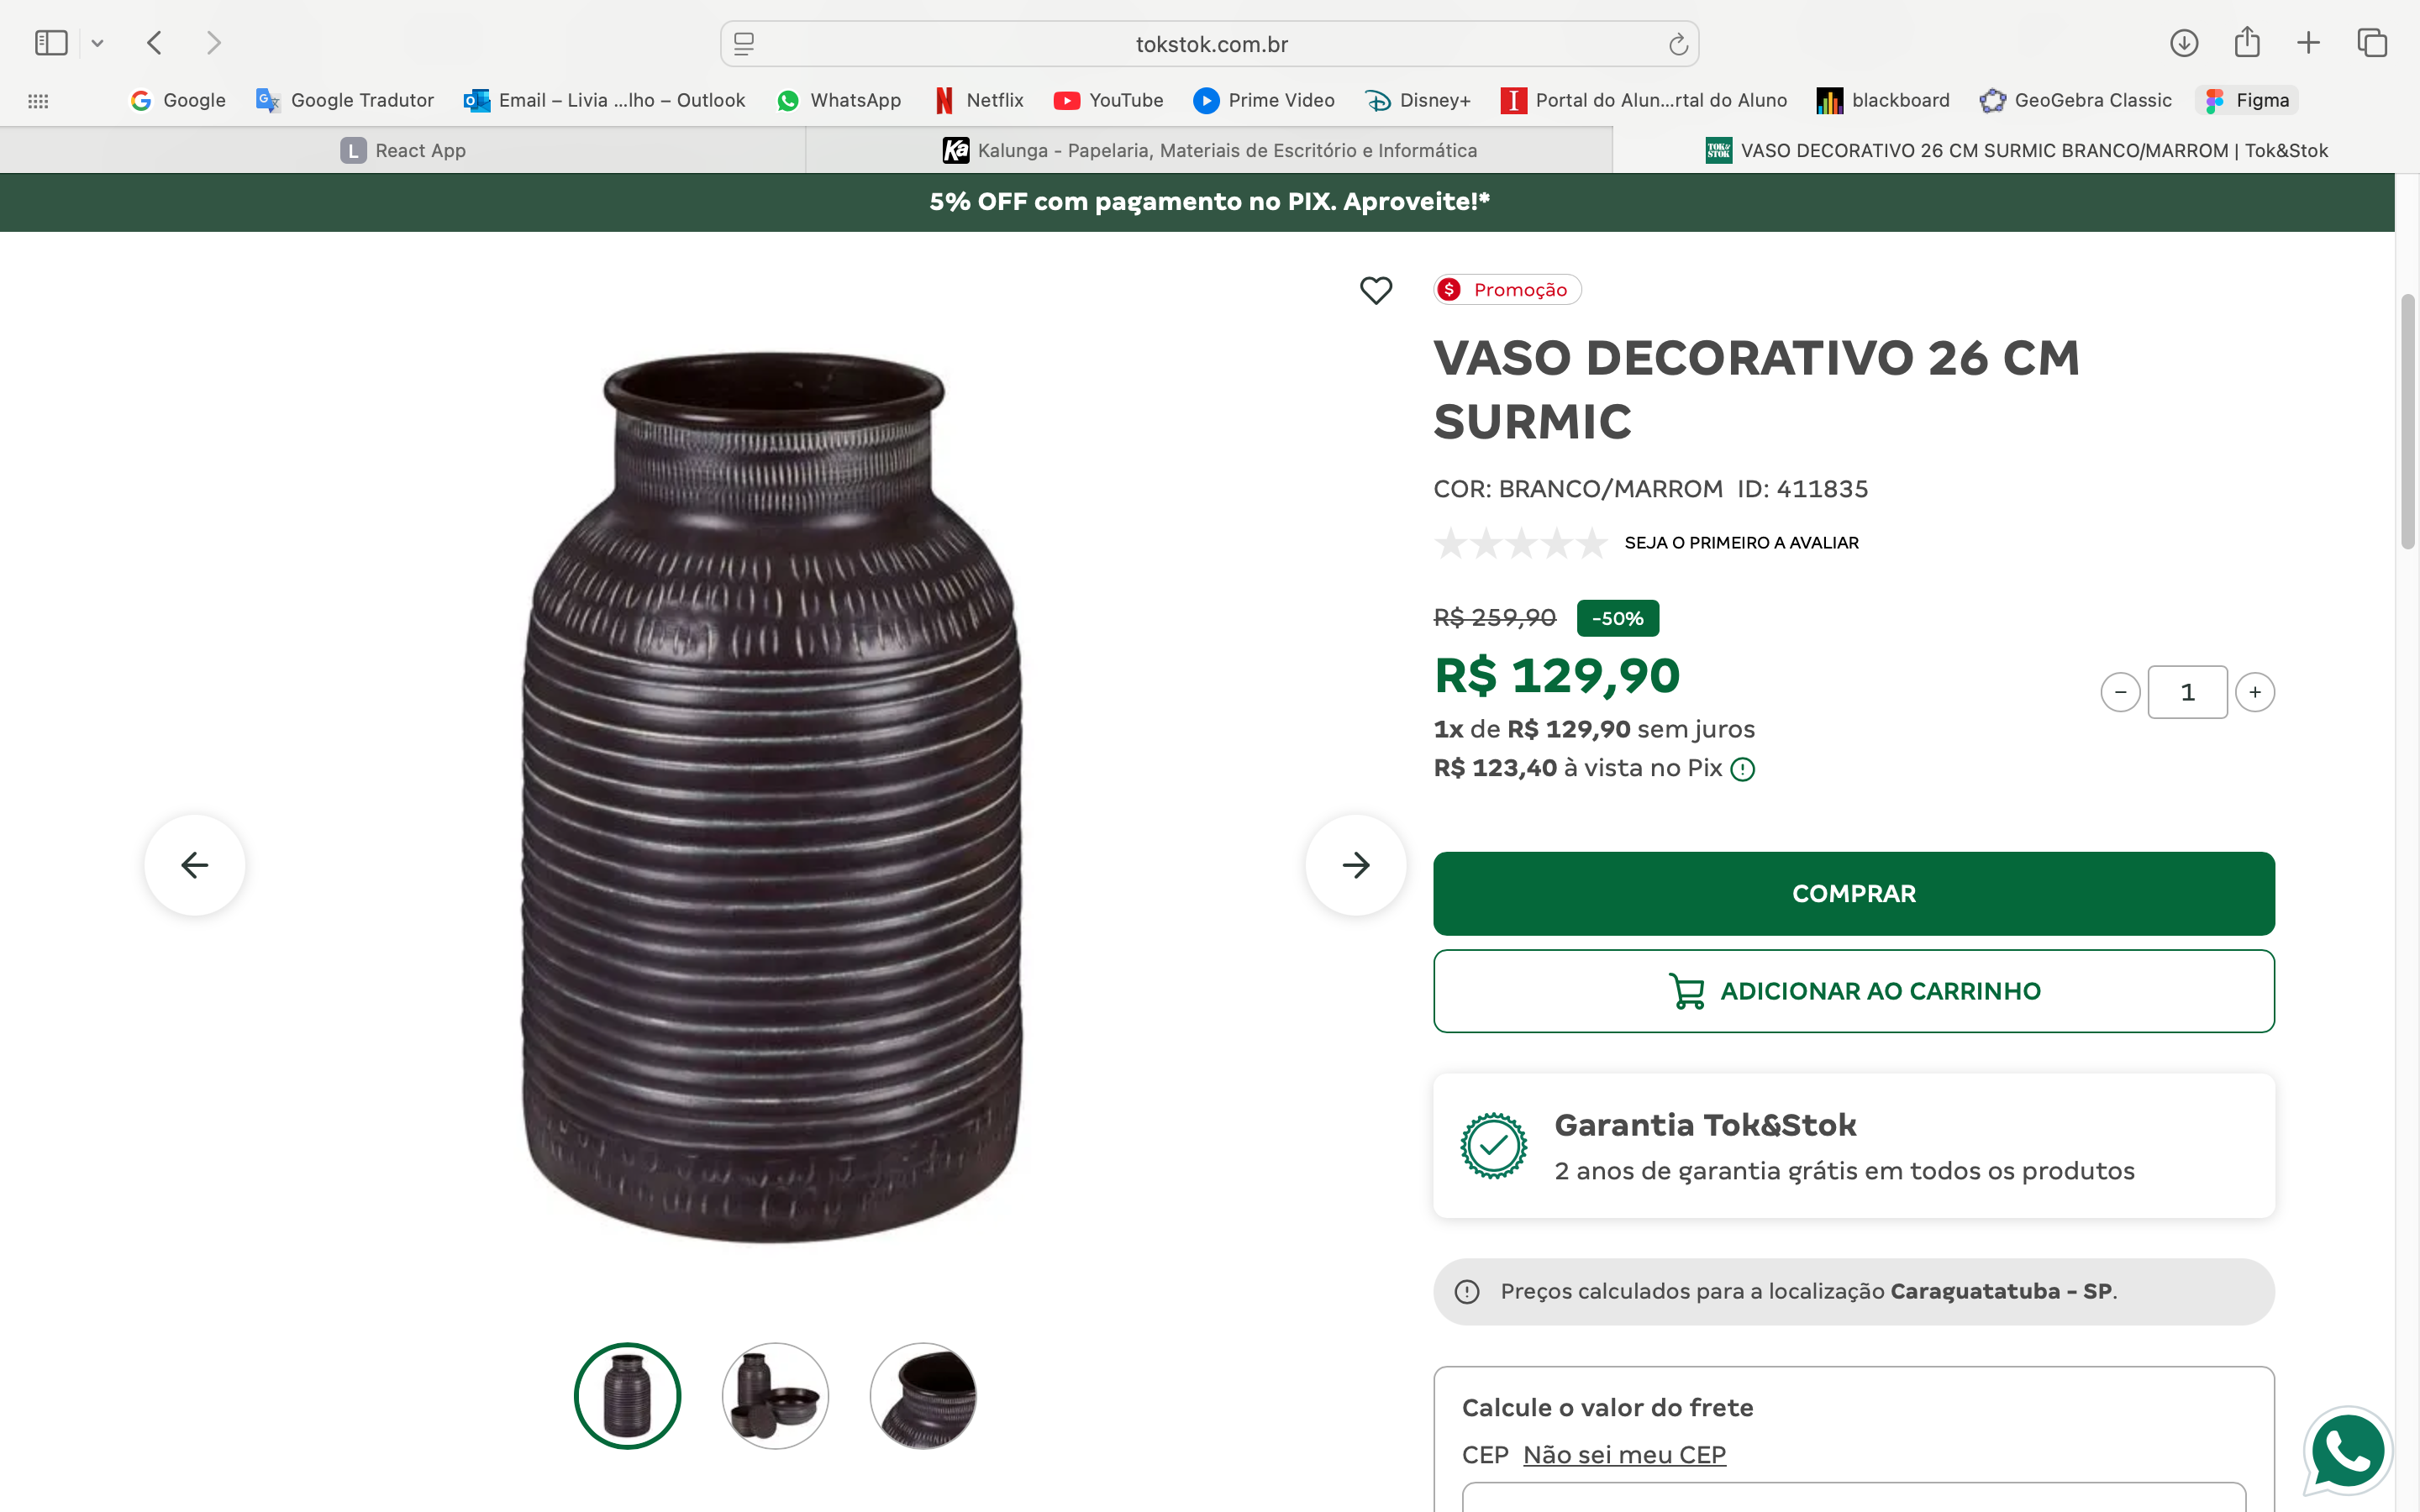 tokstok.com.br
Google
Google Tradutor
Email – Livia ...lho – Outlook
WhatsApp
Netflix
YouTube
Prime Video
Disney+
Portal do Alun...rtal do Aluno
blackboard
GeoGebra Classic
Figma
L React App
Ka Kalunga - Papelaria, Materiais de Escritório e Informática
TOK& STOK VASO DECORATIVO 26 CM SURMIC BRANCO/MARROM | Tok&Stok
5% OFF com pagamento no PIX. Aproveite!*
$ Promoção
VASO DECORATIVO 26 CM
SURMIC
COR: BRANCO/MARROM ID: 411835
SEJA O PRIMEIRO A AVALIAR
R$ 259,90 -50%
R$ 129,90
− 1 +
1x de R$ 129,90 sem juros
R$ 123,40 à vista no Pix
COMPRAR
ADICIONAR AO CARRINHO
Garantia Tok&Stok
2 anos de garantia grátis em todos os produtos
Preços calculados para a localização Caraguatatuba - SP.
Calcule o valor do frete
CEP Não sei meu CEP